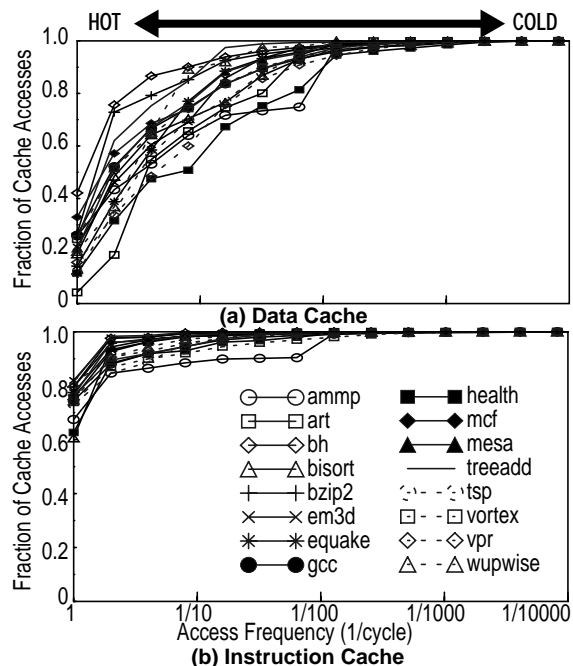 HOT COLD
1.0
0.8
0.6
0.4
0.2
0
Fraction of Cache Accesses
(a) Data Cache
1.0
0.8
0.6
0.4
0.2
0
Fraction of Cache Accesses
ammp health
art mcf
bh mesa
bisort treeadd
bzip2 tsp
em3d vortex
equake vpr
gcc wupwise
1 1/10 1/100 1/1000 1/10000
Access Frequency (1/cycle)
(b) Instruction Cache